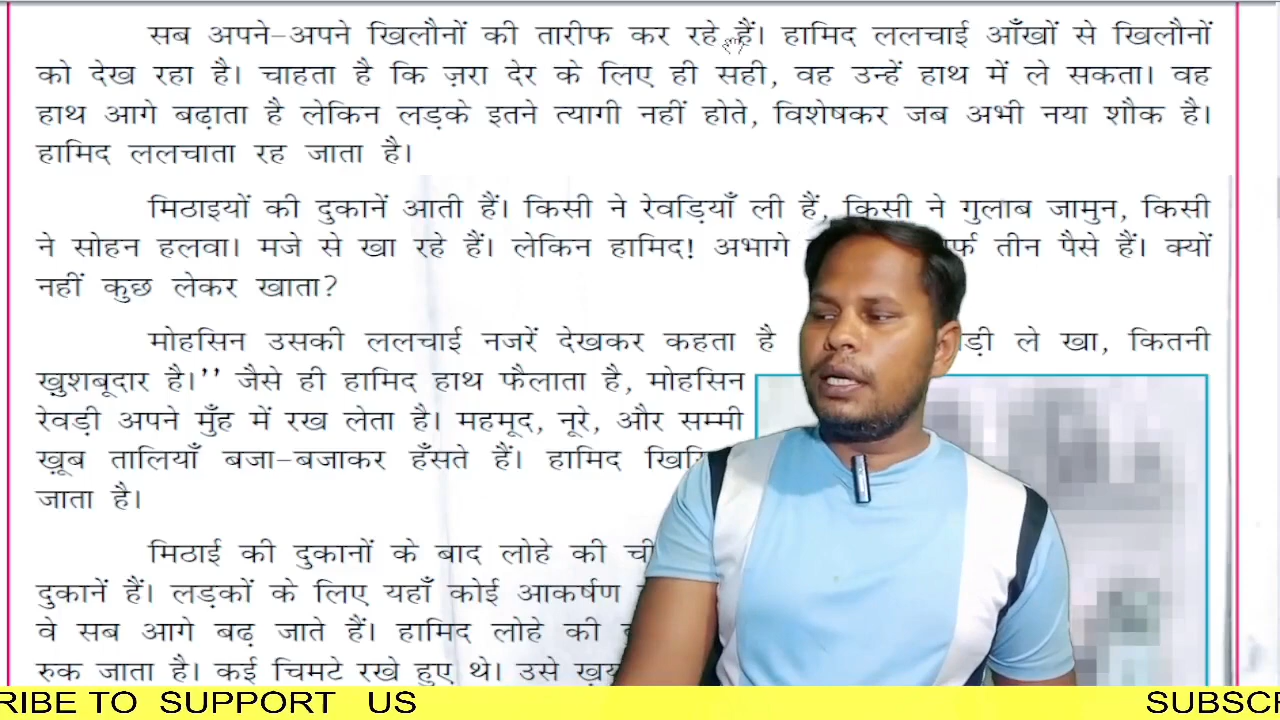 सब अपने-अपने खिलौनों की तारीफ कर रहे हैं। हामिद ललचाई आँखों से खिलौनों
को देख रहा है। चाहता है कि ज़रा देर के लिए ही सही, वह उन्हें हाथ में ले सकता। वह
हाथ आगे बढ़ाता है लेकिन लड़के इतने त्यागी नहीं होते, विशेषकर जब अभी नया शौक है।
हामिद ललचाता रह जाता है।
मिठाइयों की दुकानें आती हैं। किसी ने रेवड़ियाँ ली हैं, किसी ने गुलाब जामुन, किसी
ने सोहन हलवा। मजे से खा रहे हैं। लेकिन हामिद! अभागे तीन पैसे हैं। क्यों
नहीं कुछ लेकर खाता?
मोहसिन उसकी ललचाई नजरें देखकर कहता है ले खा, कितनी
ख़ुशबूदार है।'' जैसे ही हामिद हाथ फैलाता है, मोहसिन
रेवड़ी अपने मुँह में रख लेता है। महमूद, नूरे, और सम्मी
ख़ूब तालियाँ बजा-बजाकर हँसते हैं। हामिद
जाता है।
मिठाई की दुकानों के बाद लोहे की
दुकानें हैं। लड़कों के लिए यहाँ कोई आकर्षण
वे सब आगे बढ़ जाते हैं। हामिद लोहे की
रुक जाता है। कई चिमटे रखे हुए थे। उसे
RIBE TO SUPPORT US SUBSC